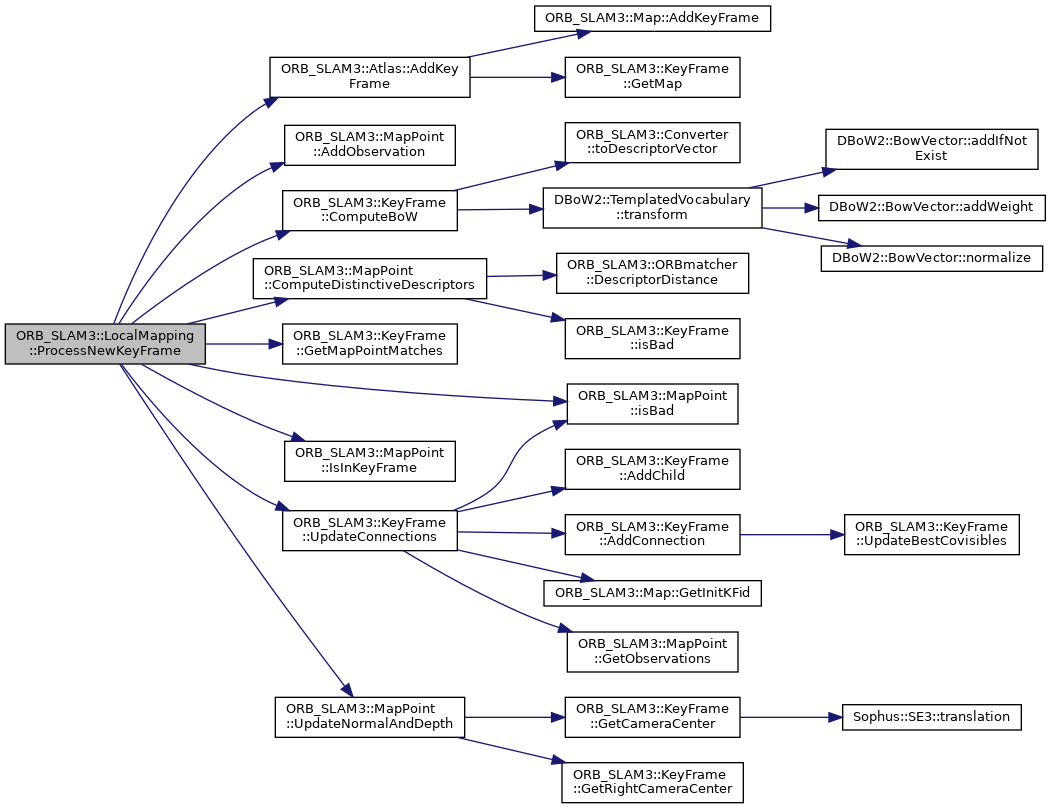 ORB_SLAM3::LocalMapping
::ProcessNewKeyFrame
ORB_SLAM3::Atlas::AddKey
Frame
ORB_SLAM3::Map::AddKeyFrame
ORB_SLAM3::KeyFrame
::GetMap
ORB_SLAM3::MapPoint
::AddObservation
ORB_SLAM3::KeyFrame
::ComputeBoW
ORB_SLAM3::Converter
::toDescriptorVector
DBoW2::TemplatedVocabulary
::transform
DBoW2::BowVector::addIfNot
Exist
DBoW2::BowVector::addWeight
DBoW2::BowVector::normalize
ORB_SLAM3::MapPoint
::ComputeDistinctiveDescriptors
ORB_SLAM3::ORBmatcher
::DescriptorDistance
ORB_SLAM3::KeyFrame
::isBad
ORB_SLAM3::KeyFrame
::GetMapPointMatches
ORB_SLAM3::MapPoint
::isBad
ORB_SLAM3::MapPoint
::IsInKeyFrame
ORB_SLAM3::KeyFrame
::UpdateConnections
ORB_SLAM3::KeyFrame
::AddChild
ORB_SLAM3::KeyFrame
::AddConnection
ORB_SLAM3::KeyFrame
::UpdateBestCovisibles
ORB_SLAM3::Map::GetInitKFid
ORB_SLAM3::MapPoint
::GetObservations
ORB_SLAM3::MapPoint
::UpdateNormalAndDepth
ORB_SLAM3::KeyFrame
::GetCameraCenter
Sophus::SE3::translation
ORB_SLAM3::KeyFrame
::GetRightCameraCenter